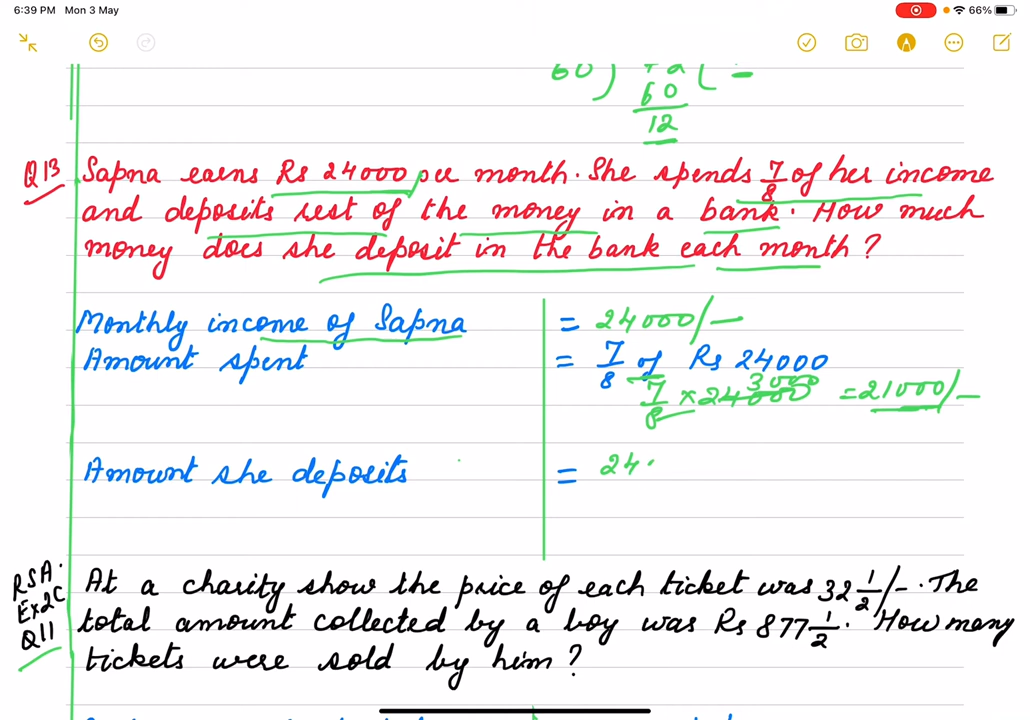 6:39 PM Mon 3 May
66%
60
12
Q13 Sapna earns Rs 24000 per month. She spends 7/8 of her income
and deposits rest of the money in a bank. How much
money does she deposit in the bank each month?
Monthly income of Sapna = 24000/-
Amount spent = 7/8 of Rs 24000
7/8 × 24000 3000 = 21000/-
Amount she deposits = 24
RSA. Ex2C Q11
At a charity show the price of each ticket was 32 1/2/-. The
total amount collected by a boy was Rs 877 1/2. How many
tickets were sold by him?